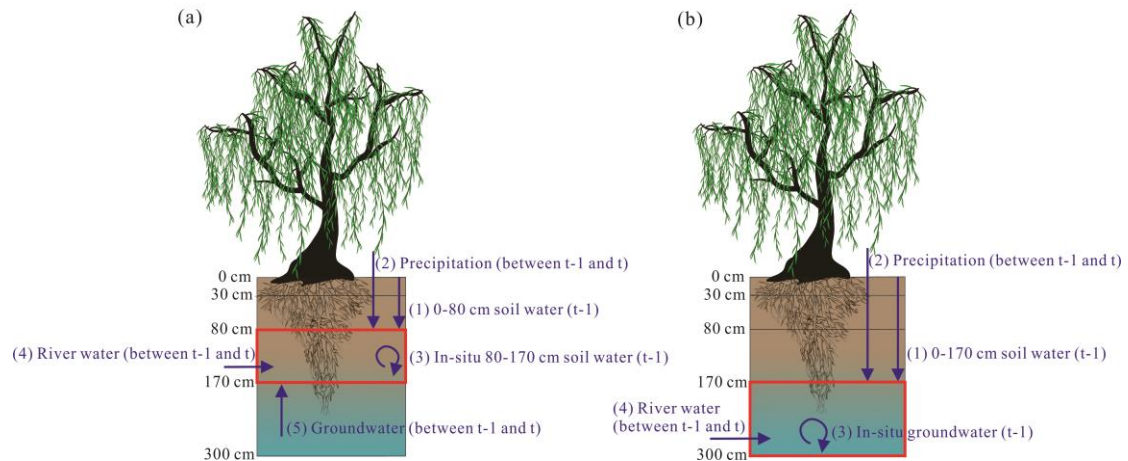 (a)
(2) Precipitation (between t-1 and t)
0 cm
30 cm
(1) 0-80 cm soil water (t-1)
80 cm
(4) River water (between t-1 and t)
(3) In-situ 80-170 cm soil water (t-1)
170 cm
(5) Groundwater (between t-1 and t)
300 cm
(b)
(2) Precipitation (between t-1 and t)
0 cm
30 cm
80 cm
(1) 0-170 cm soil water (t-1)
170 cm
(4) River water
(between t-1 and t)
(3) In-situ groundwater (t-1)
300 cm